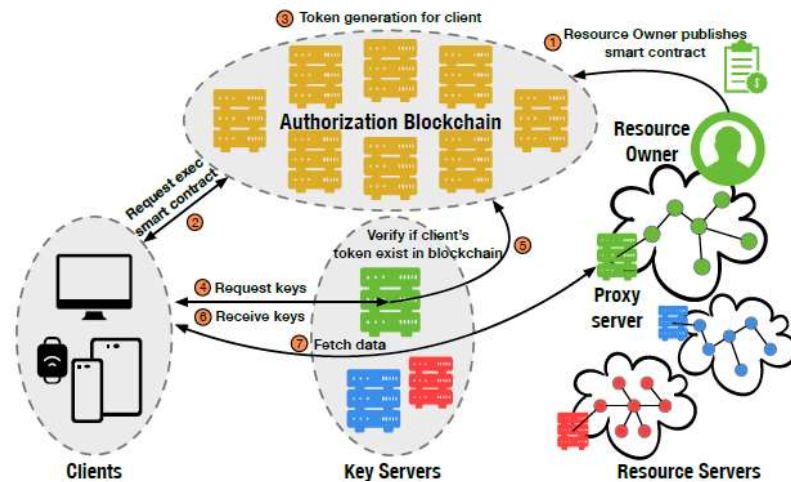 ③ Token generation for client
① Resource Owner publishes
smart contract
$
Authorization Blockchain
Resource
Owner
Request exec
smart contract
②
Verify if client's
token exist in blockchain
⑤
④ Request keys
⑥ Receive keys
⑦ Fetch data
Proxy
server
Clients
Key Servers
Resource Servers